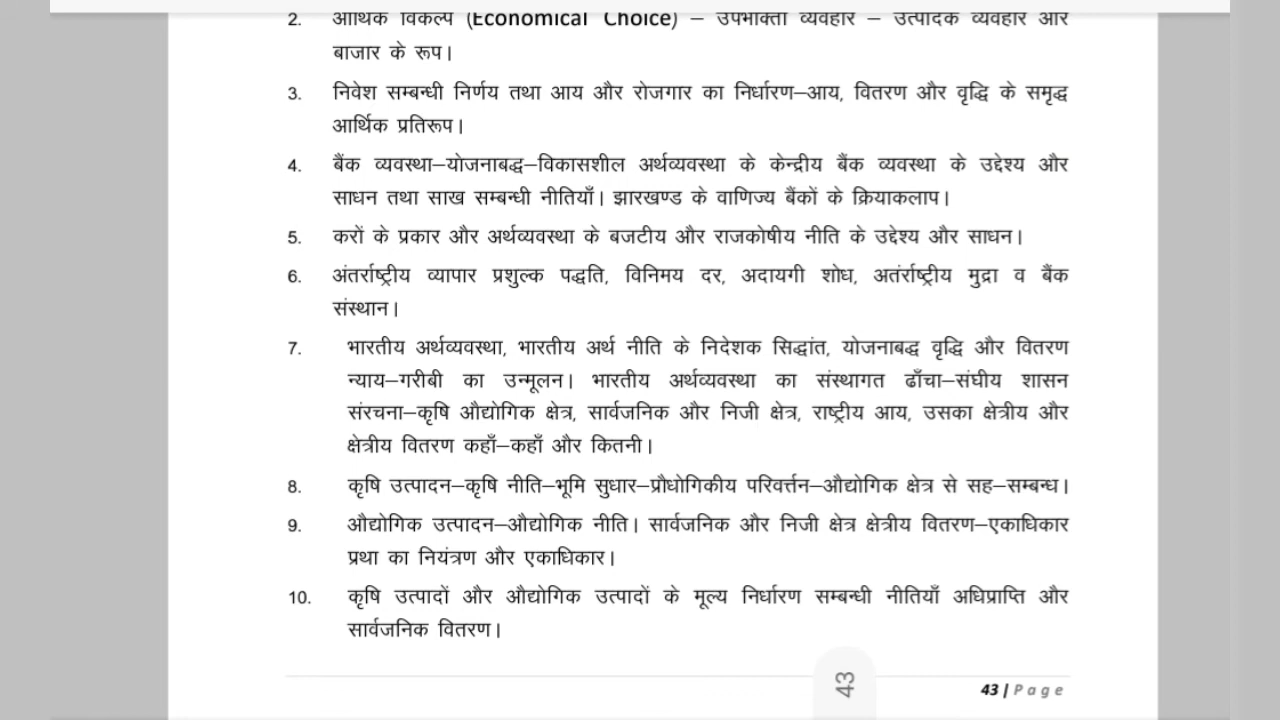 2. आर्थिक विकल्प (Economical Choice) – उपभोक्ता व्यवहार – उत्पादक व्यवहार और
बाजार के रूप।
3. निवेश सम्बन्धी निर्णय तथा आय और रोजगार का निर्धारण–आय, वितरण और वृद्धि के समृद्ध
आर्थिक प्रतिरूप।
4. बैंक व्यवस्था–योजनाबद्ध–विकासशील अर्थव्यवस्था के केन्द्रीय बैंक व्यवस्था के उद्देश्य और
साधन तथा साख सम्बन्धी नीतियाँ। झारखण्ड के वाणिज्य बैंकों के क्रियाकलाप।
5. करों के प्रकार और अर्थव्यवस्था के बजटीय और राजकोषीय नीति के उद्देश्य और साधन।
6. अंतर्राष्ट्रीय व्यापार प्रशुल्क पद्धति, विनिमय दर, अदायगी शोध, अतंर्राष्ट्रीय मुद्रा व बैंक
संस्थान।
7. भारतीय अर्थव्यवस्था, भारतीय अर्थ नीति के निदेशक सिद्धांत, योजनाबद्ध वृद्धि और वितरण
न्याय–गरीबी का उन्मूलन। भारतीय अर्थव्यवस्था का संस्थागत ढाँचा–संघीय शासन
संरचना–कृषि औद्योगिक क्षेत्र, सार्वजनिक और निजी क्षेत्र, राष्ट्रीय आय, उसका क्षेत्रीय और
क्षेत्रीय वितरण कहाँ–कहाँ और कितनी।
8. कृषि उत्पादन–कृषि नीति–भूमि सुधार–प्रौधोगिकीय परिवर्त्तन–औद्योगिक क्षेत्र से सह–सम्बन्ध।
9. औद्योगिक उत्पादन–औद्योगिक नीति। सार्वजनिक और निजी क्षेत्र क्षेत्रीय वितरण–एकाधिकार
प्रथा का नियंत्रण और एकाधिकार।
10. कृषि उत्पादों और औद्योगिक उत्पादों के मूल्य निर्धारण सम्बन्धी नीतियाँ अधिप्राप्ति और
सार्वजनिक वितरण।
43
43 | Page